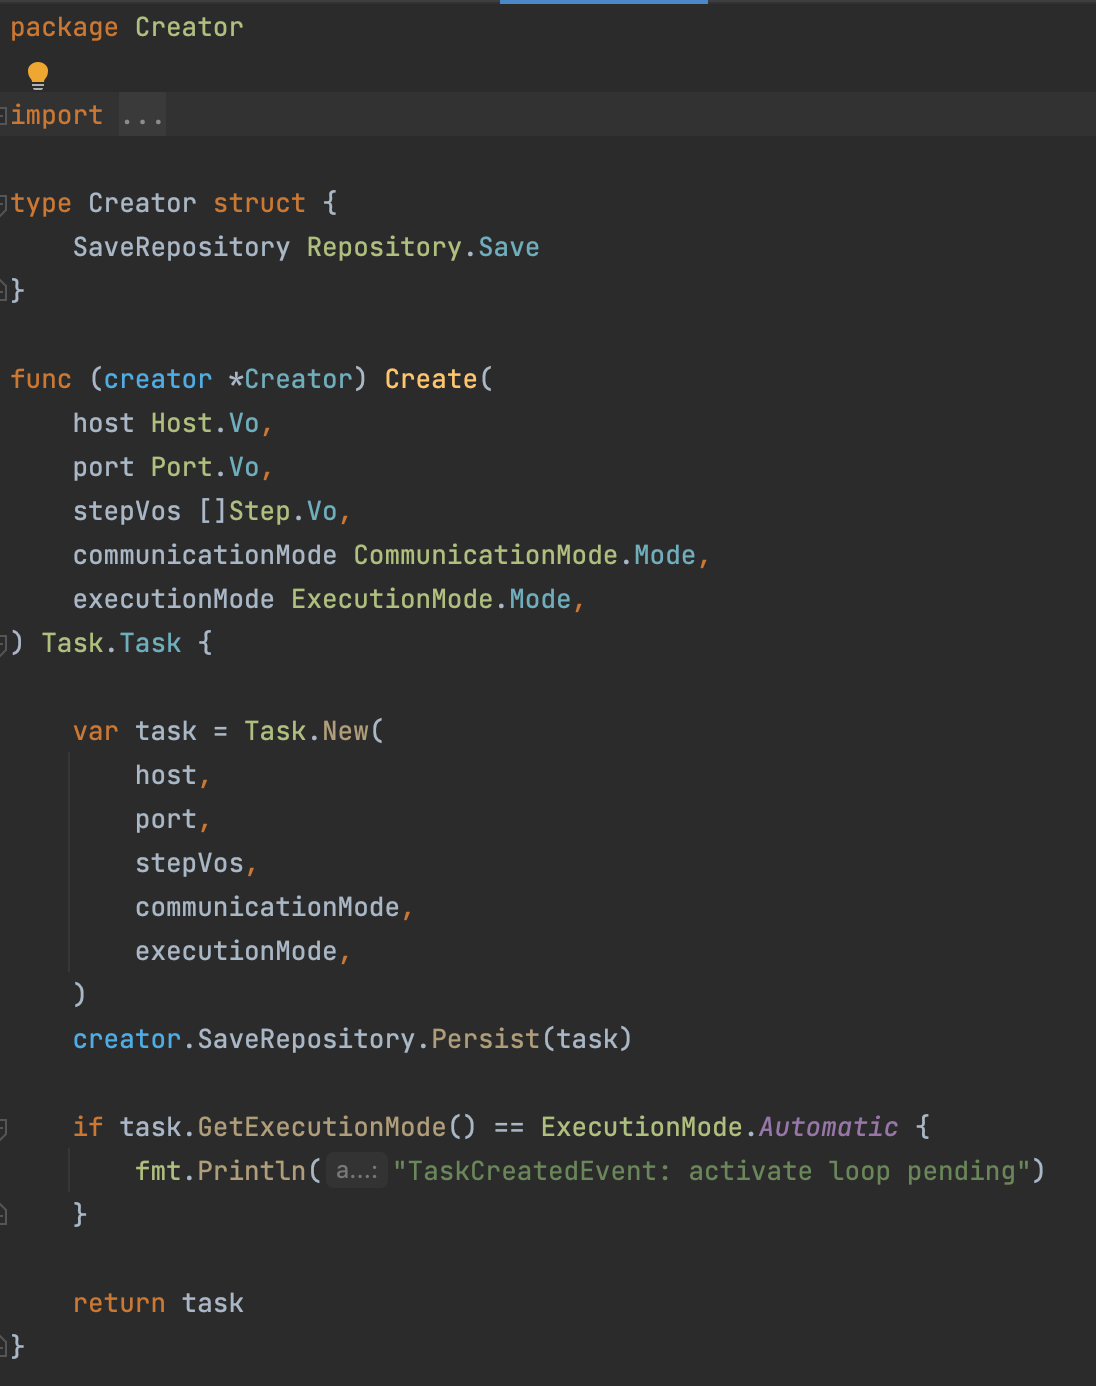 package Creator
import ...
type Creator struct {
    SaveRepository Repository.Save
}
func (creator *Creator) Create(
    host Host.Vo,
    port Port.Vo,
    stepVos []Step.Vo,
    communicationMode CommunicationMode.Mode,
    executionMode ExecutionMode.Mode,
) Task.Task {
    var task = Task.New(
        host,
        port,
        stepVos,
        communicationMode,
        executionMode,
    )
    creator.SaveRepository.Persist(task)
    if task.GetExecutionMode() == ExecutionMode.Automatic {
        fmt.Println( a...: "TaskCreatedEvent: activate loop pending")
    }
    return task
}